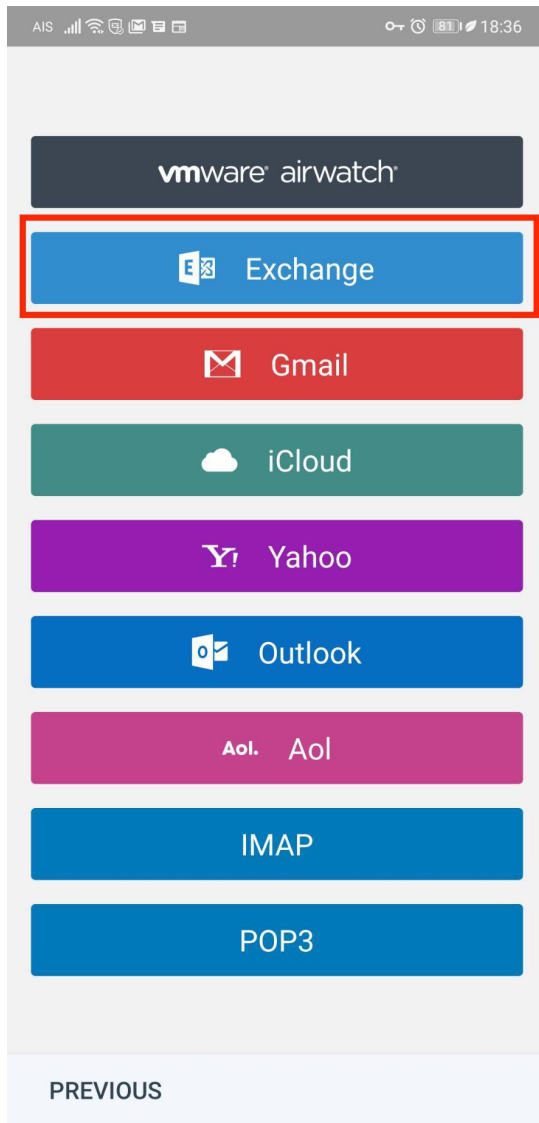 AIS 81 18:36
vmware® airwatch®
E Exchange
Gmail
iCloud
Y! Yahoo
o Outlook
Aol. Aol
IMAP
POP3
PREVIOUS